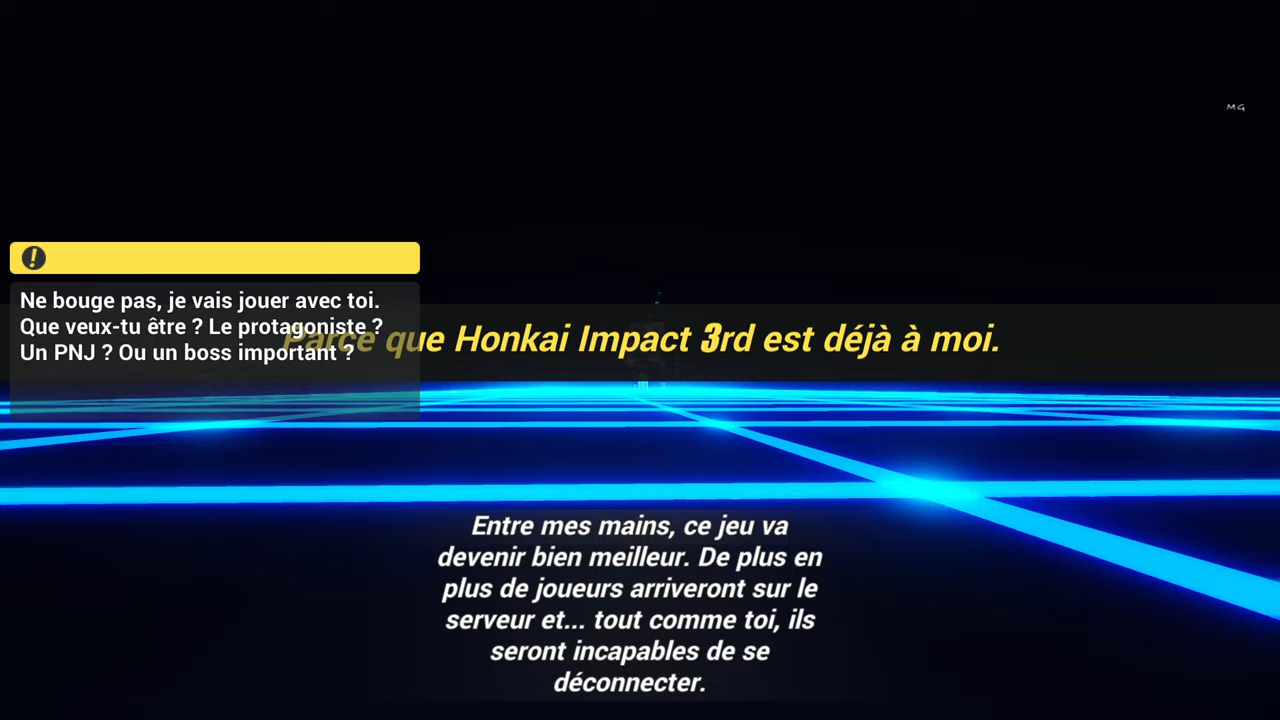 MG
Ne bouge pas, je vais jouer avec toi.
Que veux-tu être ? Le protagoniste ?
Un PNJ ? Ou un boss important ?
Parce que Honkai Impact 3rd est déjà à moi.
Entre mes mains, ce jeu va
devenir bien meilleur. De plus en
plus de joueurs arriveront sur le
serveur et... tout comme toi, ils
seront incapables de se
déconnecter.